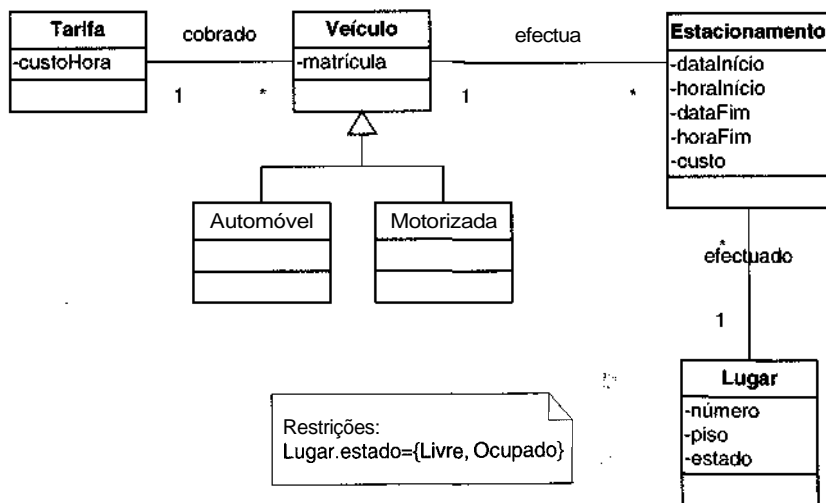 Tarifa
-custoHora
cobrado
1
*
Veículo
-matrícula
efectua
1
*
Estacionamento
-dataInício
-horaInício
-dataFim
-horaFim
-custo
Automóvel
Motorizada
*
efectuado
1
Lugar
-número
-piso
-estado
Restrições:
Lugar.estado={Livre, Ocupado}